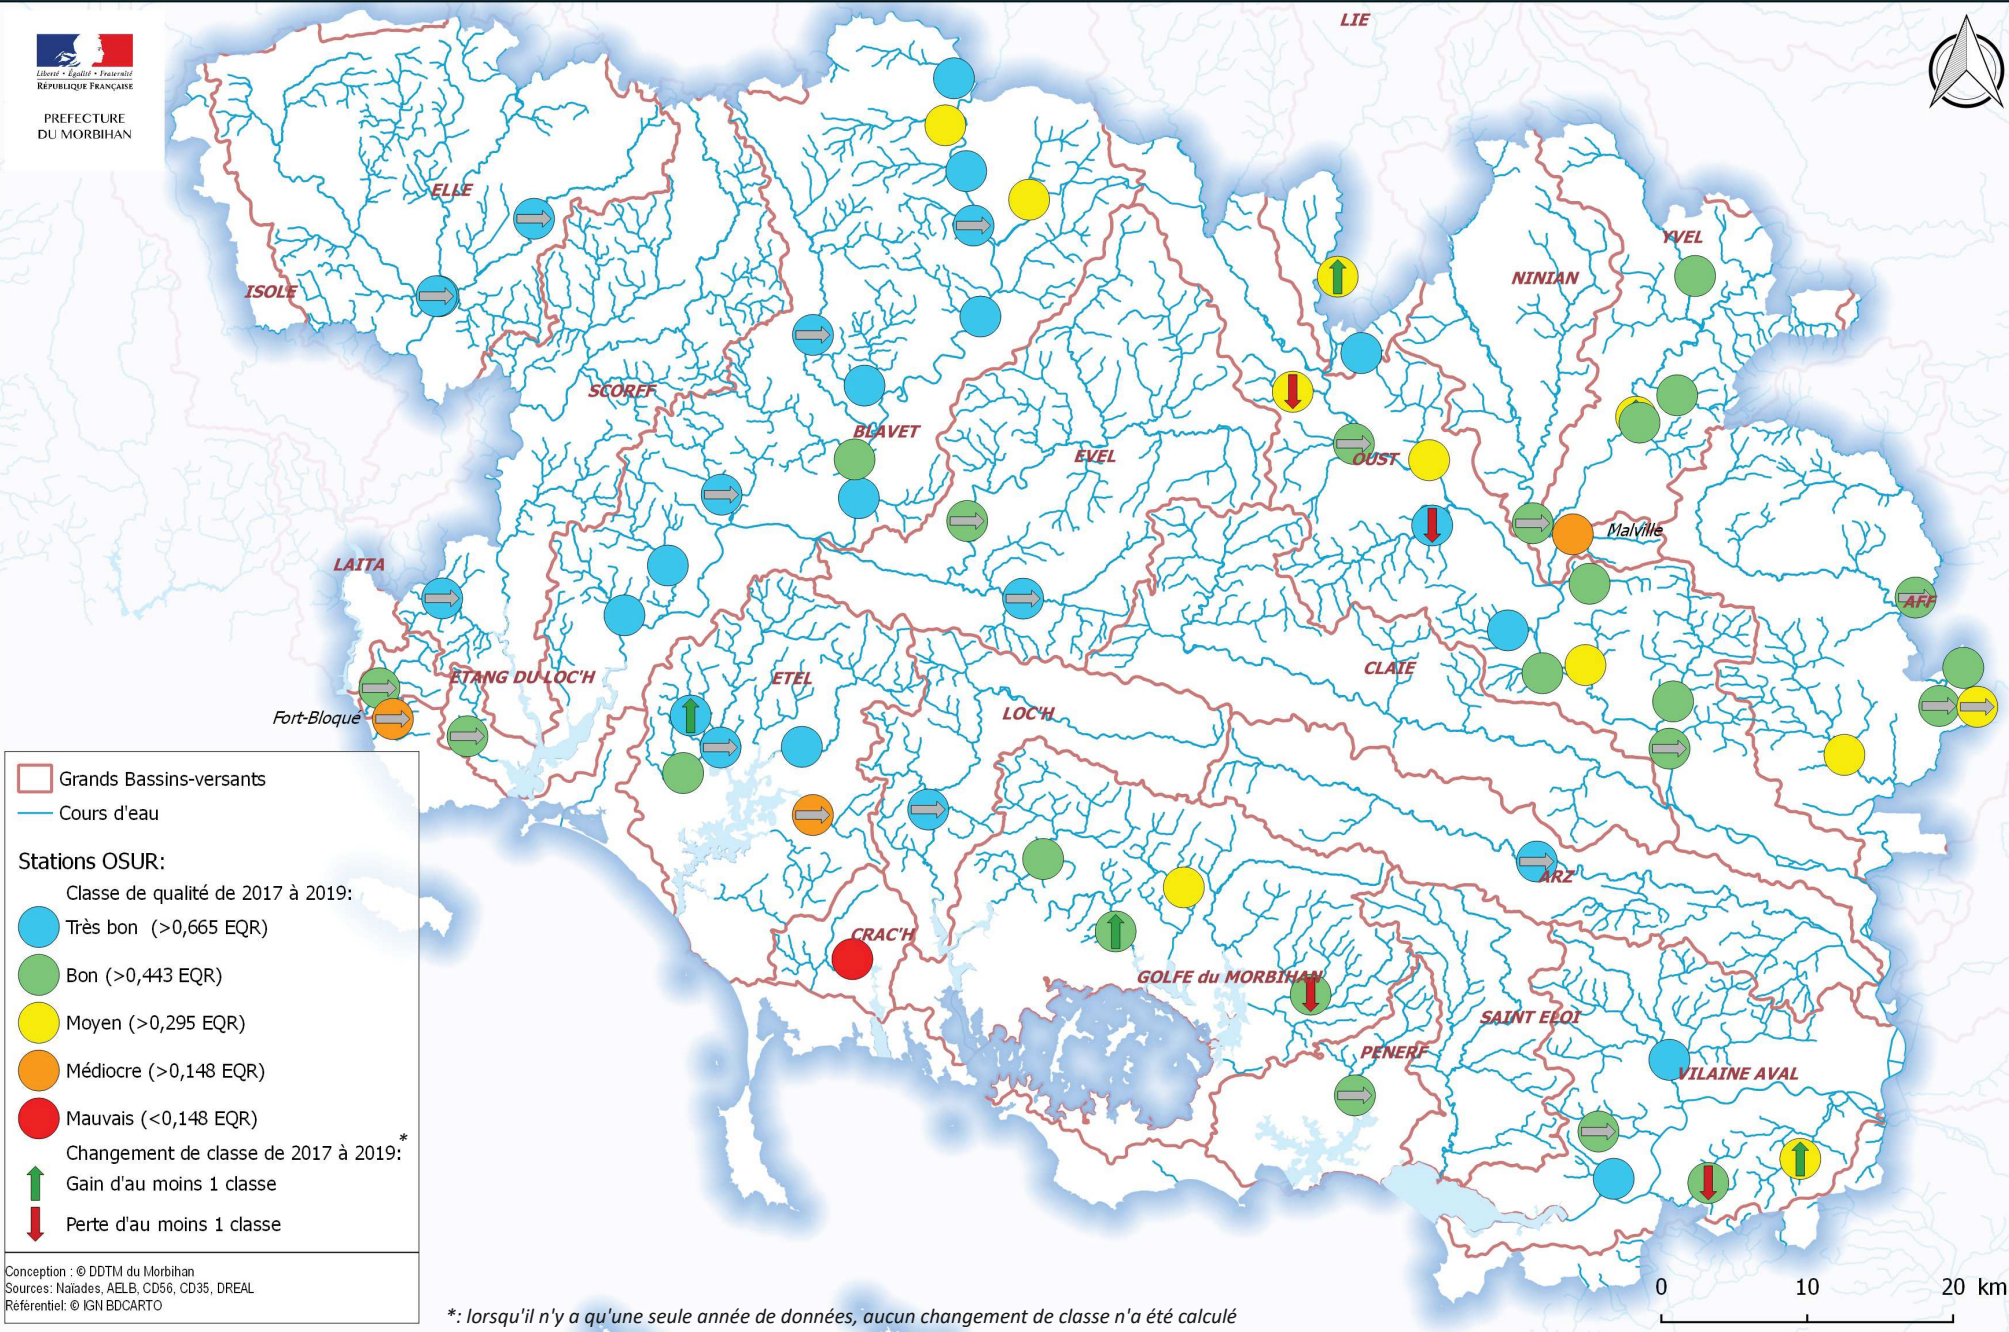 Liberté • Égalité • Fraternité
RÉPUBLIQUE FRANÇAISE
PREFECTURE
DU MORBIHAN
LIE
ELLE
ISOLE
YVEL
NINIAN
SCORFF
BLAVET
EVEL
OUST
Malville
LAITA
AFF
ETANG DU LOC'H
ETEL
CLAIE
LOC'H
Fort-Bloqué
ARZ
CRAC'H
GOLFE du MORBIHAN
SAINT ELOI
PENERF
VILAINE AVAL
Grands Bassins-versants
Cours d'eau
Stations OSUR:
Classe de qualité de 2017 à 2019:
Très bon (>0,665 EQR)
Bon (>0,443 EQR)
Moyen (>0,295 EQR)
Médiocre (>0,148 EQR)
Mauvais (<0,148 EQR)
Changement de classe de 2017 à 2019:*
Gain d'au moins 1 classe
Perte d'au moins 1 classe
Conception : © DDTM du Morbihan
Sources: Naïades, AELB, CD56, CD35, DREAL
Référentiel: © IGN BDCARTO
*: lorsqu'il n'y a qu'une seule année de données, aucun changement de classe n'a été calculé
0 10 20 km